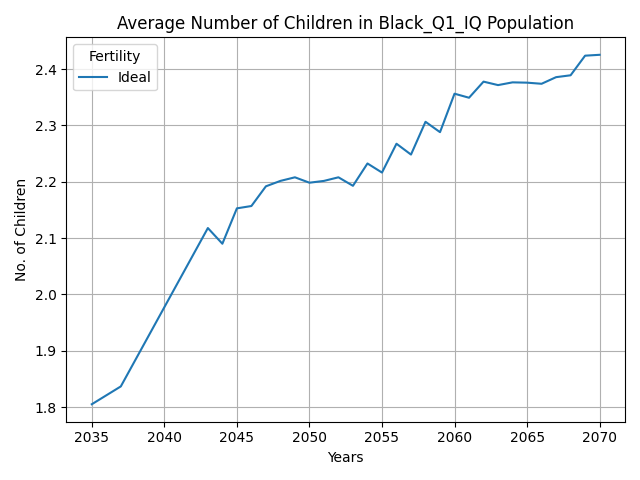 Average Number of Children in Black_Q1_IQ Population
Fertility
Ideal
No. of Children
2.4
2.3
2.2
2.1
2.0
1.9
1.8
2035 2040 2045 2050 2055 2060 2065 2070
Years